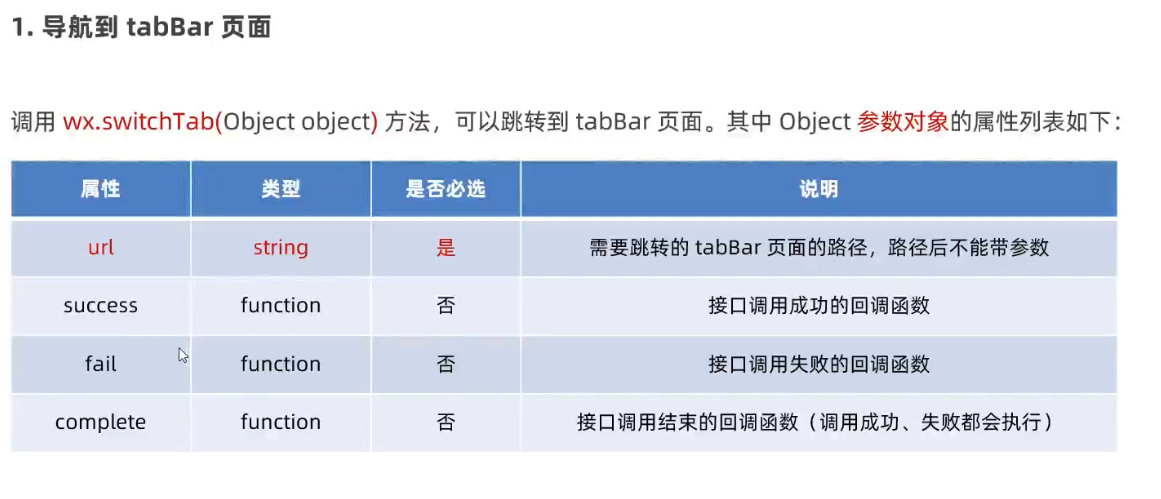 1. 导航到 tabBar 页面
调用 wx.switchTab(Object object) 方法，可以跳转到 tabBar 页面。其中 Object 参数对象的属性列表如下：
属性 类型 是否必选 说明
url string 是 需要跳转的 tabBar 页面的路径，路径后不能带参数
success function 否 接口调用成功的回调函数
fail function 否 接口调用失败的回调函数
complete function 否 接口调用结束的回调函数（调用成功、失败都会执行）